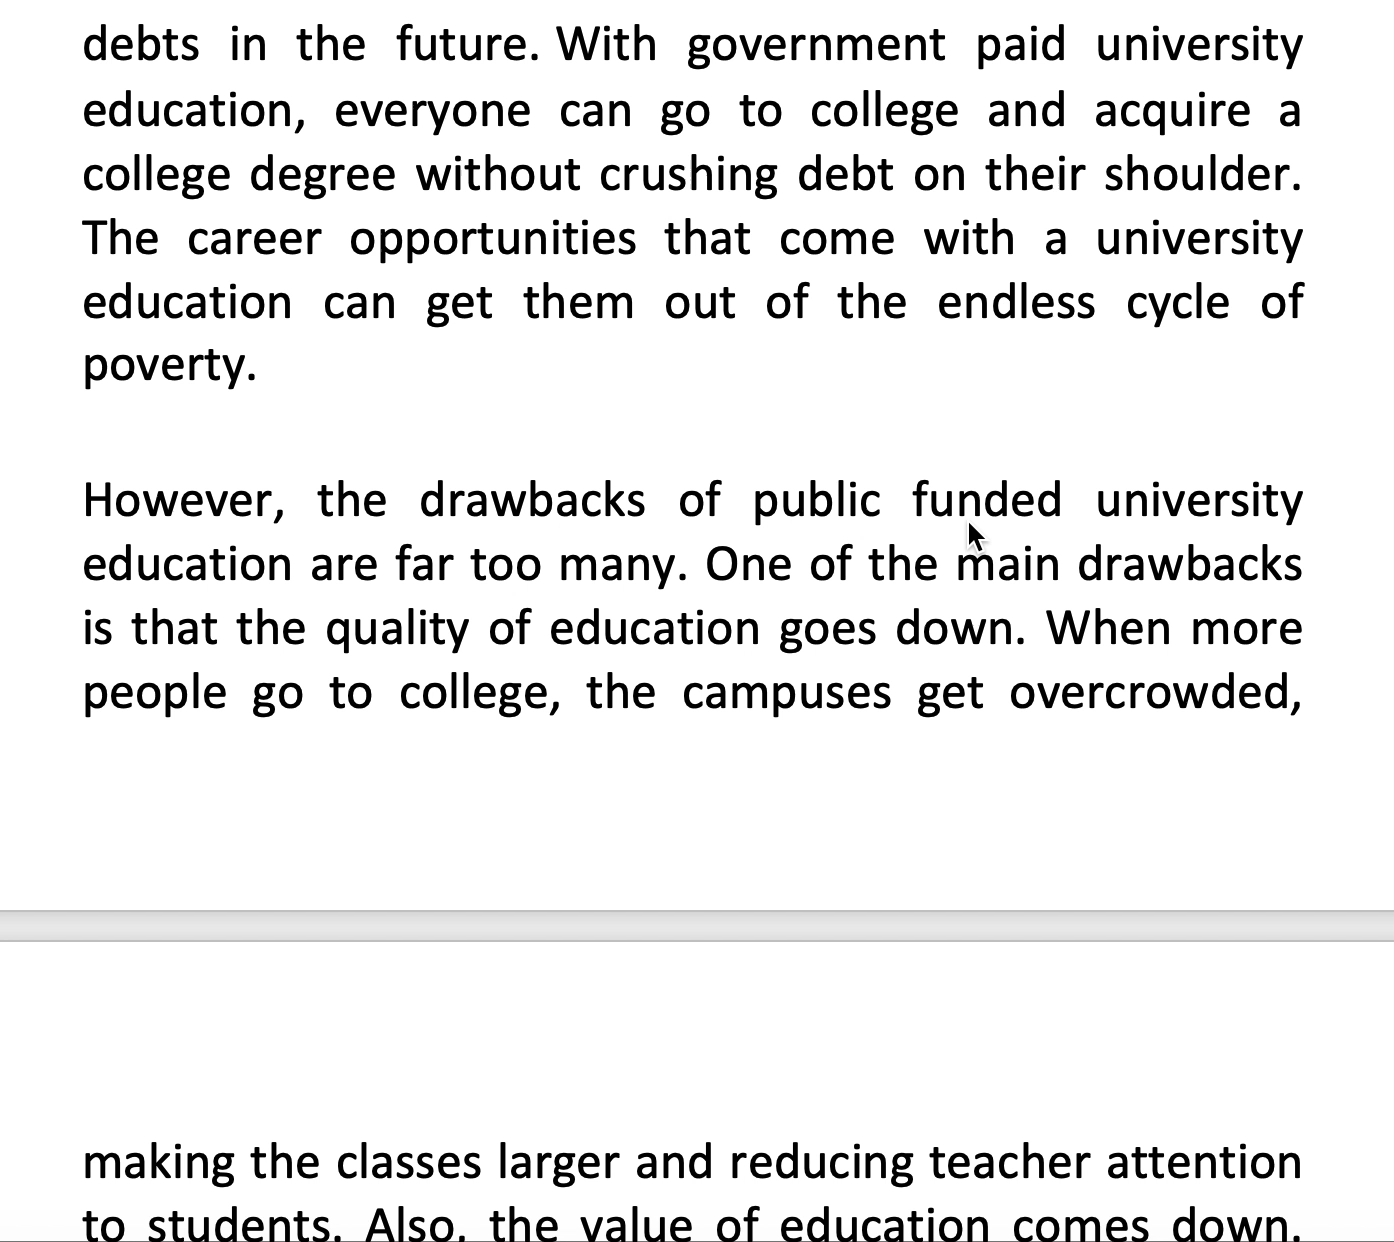 debts in the future. With government paid university
education, everyone can go to college and acquire a
college degree without crushing debt on their shoulder.
The career opportunities that come with a university
education can get them out of the endless cycle of
poverty.
However, the drawbacks of public funded university
education are far too many. One of the main drawbacks
is that the quality of education goes down. When more
people go to college, the campuses get overcrowded,
making the classes larger and reducing teacher attention
to students. Also, the value of education comes down.